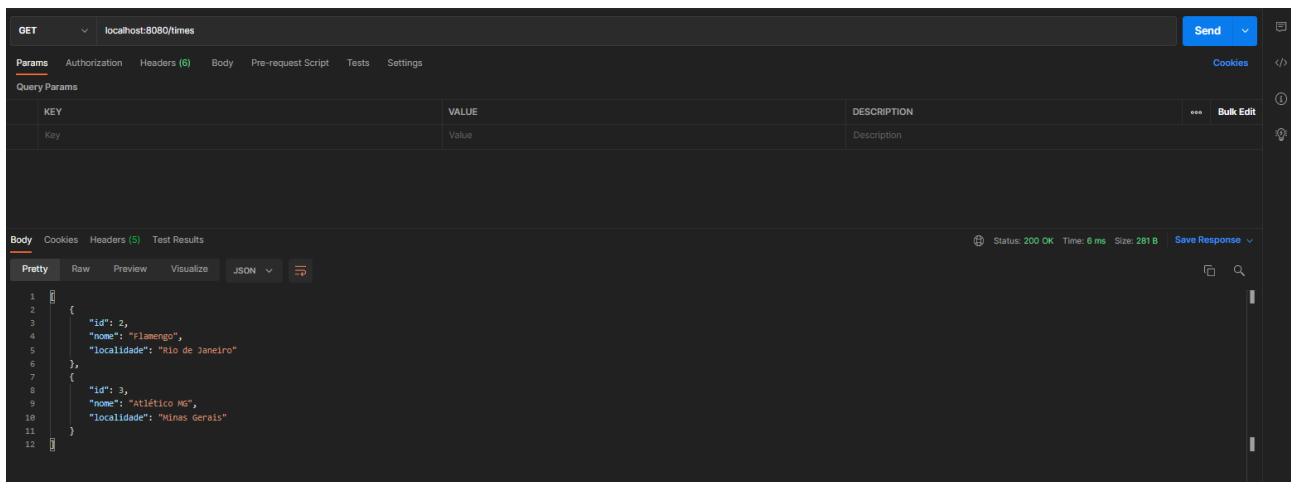 GET localhost:8080/times Send
Params Authorization Headers (6) Body Pre-request Script Tests Settings Cookies
Query Params
KEY VALUE DESCRIPTION ooo Bulk Edit
Key Value Description
Body Cookies Headers (5) Test Results Status: 200 OK Time: 6 ms Size: 281 B Save Response
Pretty Raw Preview Visualize JSON
1 [
2 {
3 "id": 2,
4 "nome": "Flamengo",
5 "localidade": "Rio de Janeiro"
6 },
7 {
8 "id": 3,
9 "nome": "Atlético MG",
10 "localidade": "Minas Gerais"
11 }
12 ]